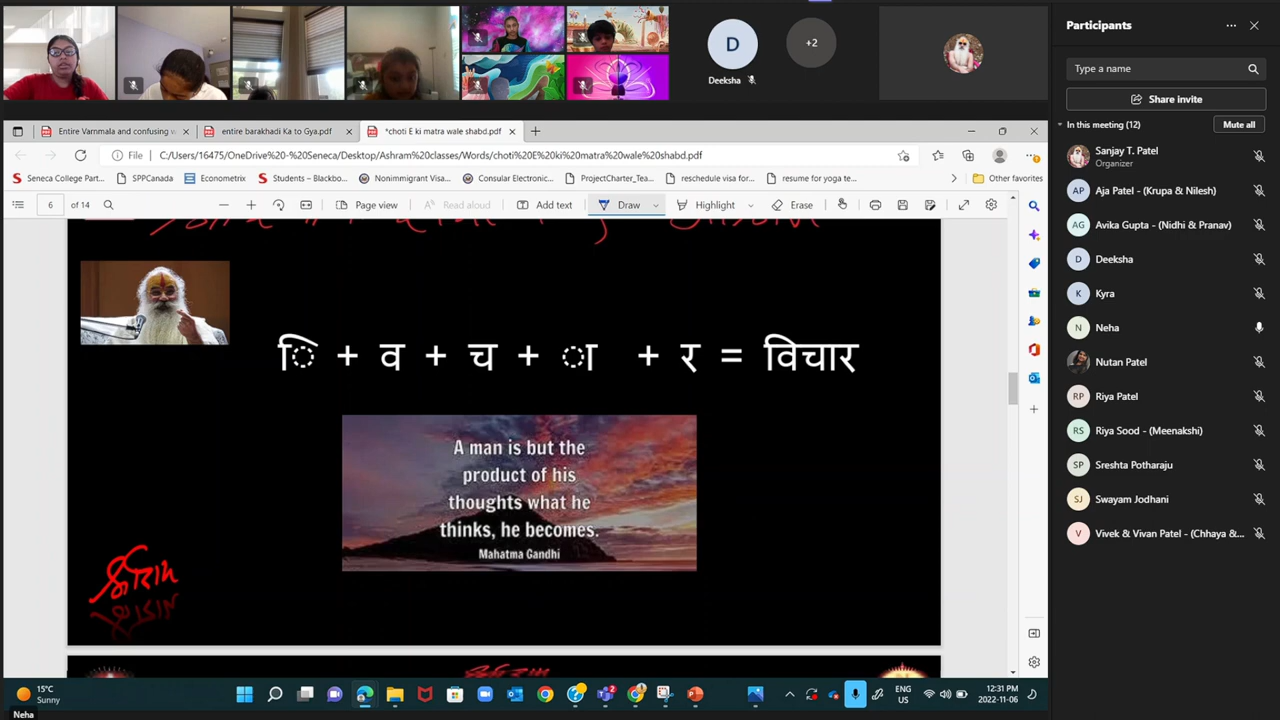 D
+2
Deeksha
Participants
Type a name
Share invite
In this meeting (12)
Mute all
Sanjay T. Patel
Organizer
AP
Aja Patel - (Krupa & Nilesh)
AG
Avika Gupta - (Nidhi & Pranav)
D
Deeksha
K
Kyra
N
Neha
Nutan Patel
RP
Riya Patel
RS
Riya Sood - (Meenakshi)
SP
Sreshta Potharaju
SJ
Swayam Jodhani
V
Vivek & Vivan Patel - (Chhaya &...
Entire Varnmala and confusing w
entire barakhadi Ka to Gya.pdf
*choti E ki matra wale shabd.pdf
File
C:/Users/16475/OneDrive%20-%20Seneca/Desktop/Ashram%20classes/Words/choti%20E%20ki%20matra%20wale%20shabd.pdf
Seneca College Part...
SPPCanada
Econometrix
Students – Blackbo...
Nonimmigrant Visa...
Consular Electronic...
ProjectCharter_Tea...
reschedule visa for...
resume for yoga te...
Other favorites
6 of 14
Page view
Read aloud
Add text
Draw
Highlight
Erase
ि + व + च + ा + र = विचार
A man is but the
product of his
thoughts what he
thinks, he becomes.
Mahatma Gandhi
15°C
Sunny
ENG
US
12:31 PM
2022-11-06
Neha